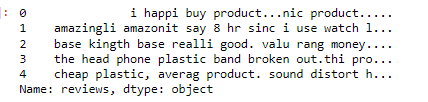 : 0 i happi buy product...nic product.....
1 amazingli amazonit say 8 hr sinc i use watch l...
2 base kingth base realli good. valu rang money....
3 the head phone plastic band broken out.thi pro...
4 cheap plastic, averag product. sound distort h...
Name: reviews, dtype: object